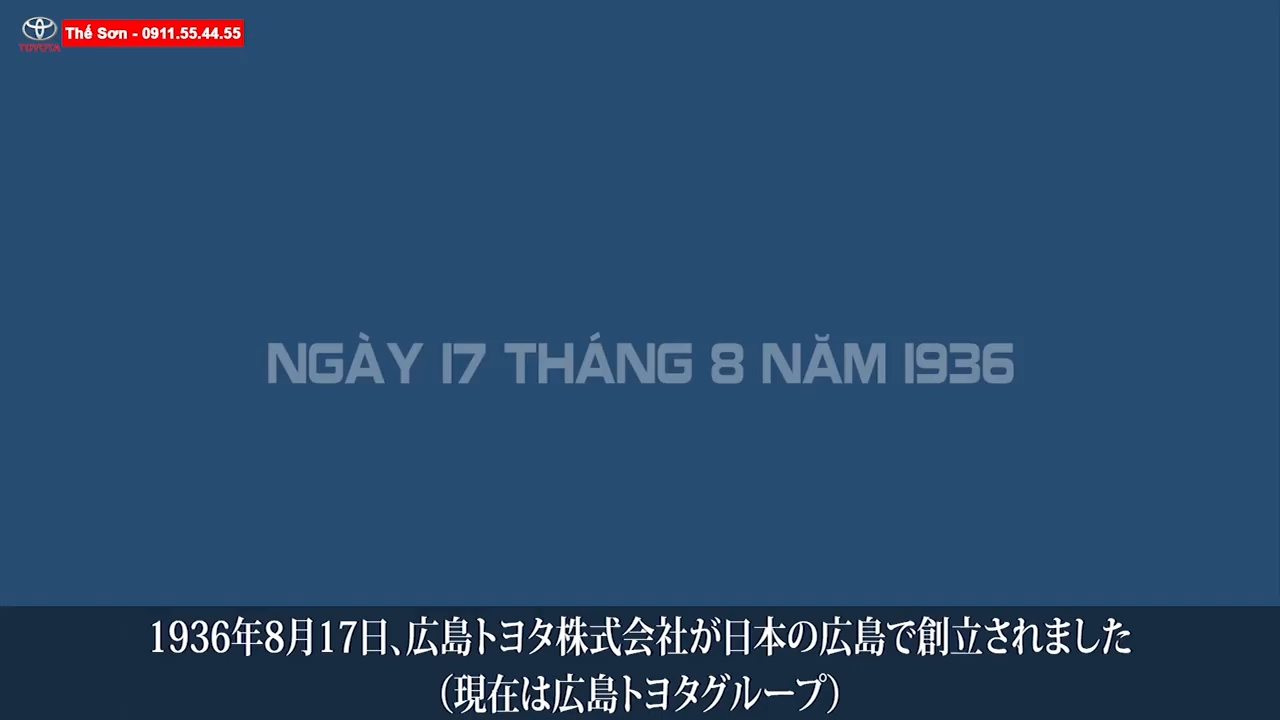 TOYOTA
Thế Sơn - 0911.55.44.55
NGÀY 17 THÁNG 8 NĂM 1936
1936年8月17日、広島トヨタ株式会社が日本の広島で創立されました
（現在は広島トヨタグループ）